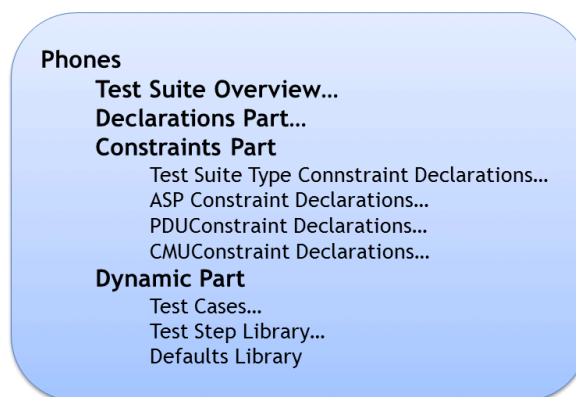 Phones
Test Suite Overview…
Declarations Part…
Constraints Part
Test Suite Type Connstraint Declarations…
ASP Constraint Declarations…
PDUConstraint Declarations…
CMUConstraint Declarations…
Dynamic Part
Test Cases…
Test Step Library…
Defaults Library